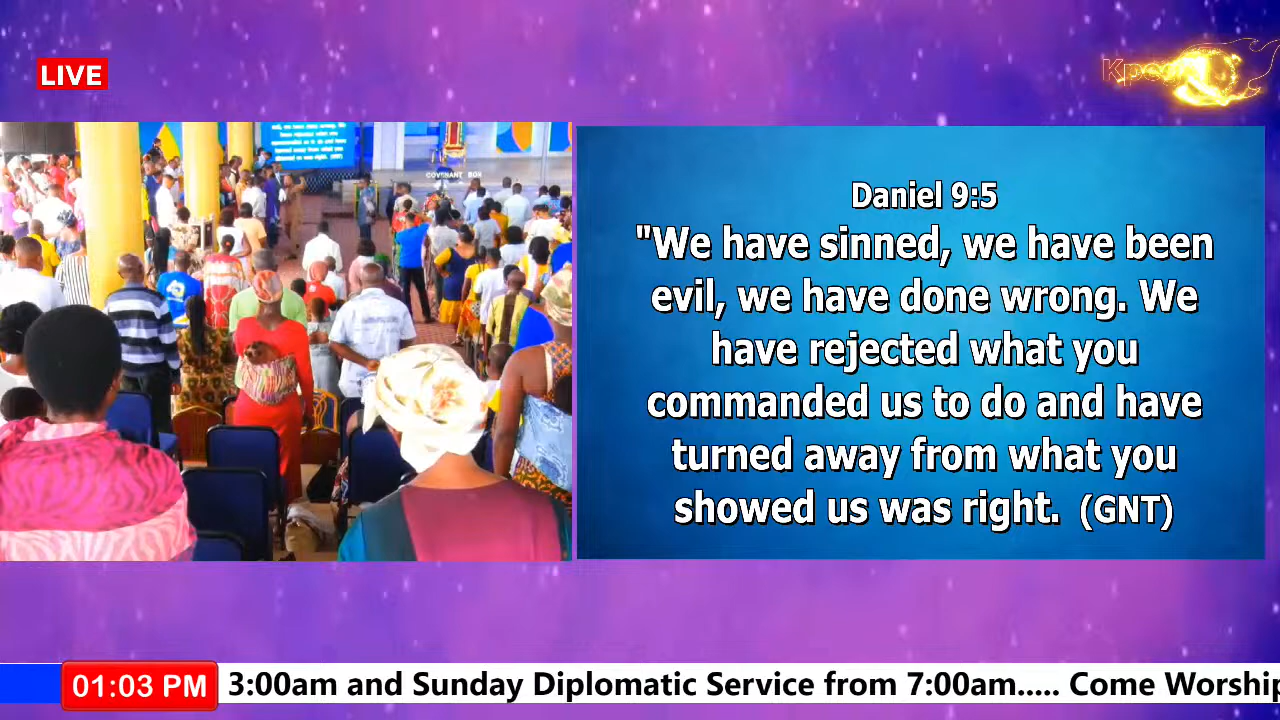 LIVE
COVENANT BOX
Daniel 9:5
"We have sinned, we have been
evil, we have done wrong. We
have rejected what you
commanded us to do and have
turned away from what you
showed us was right. (GNT)
01:03 PM
3:00am and Sunday Diplomatic Service from 7:00am..... Come Worship